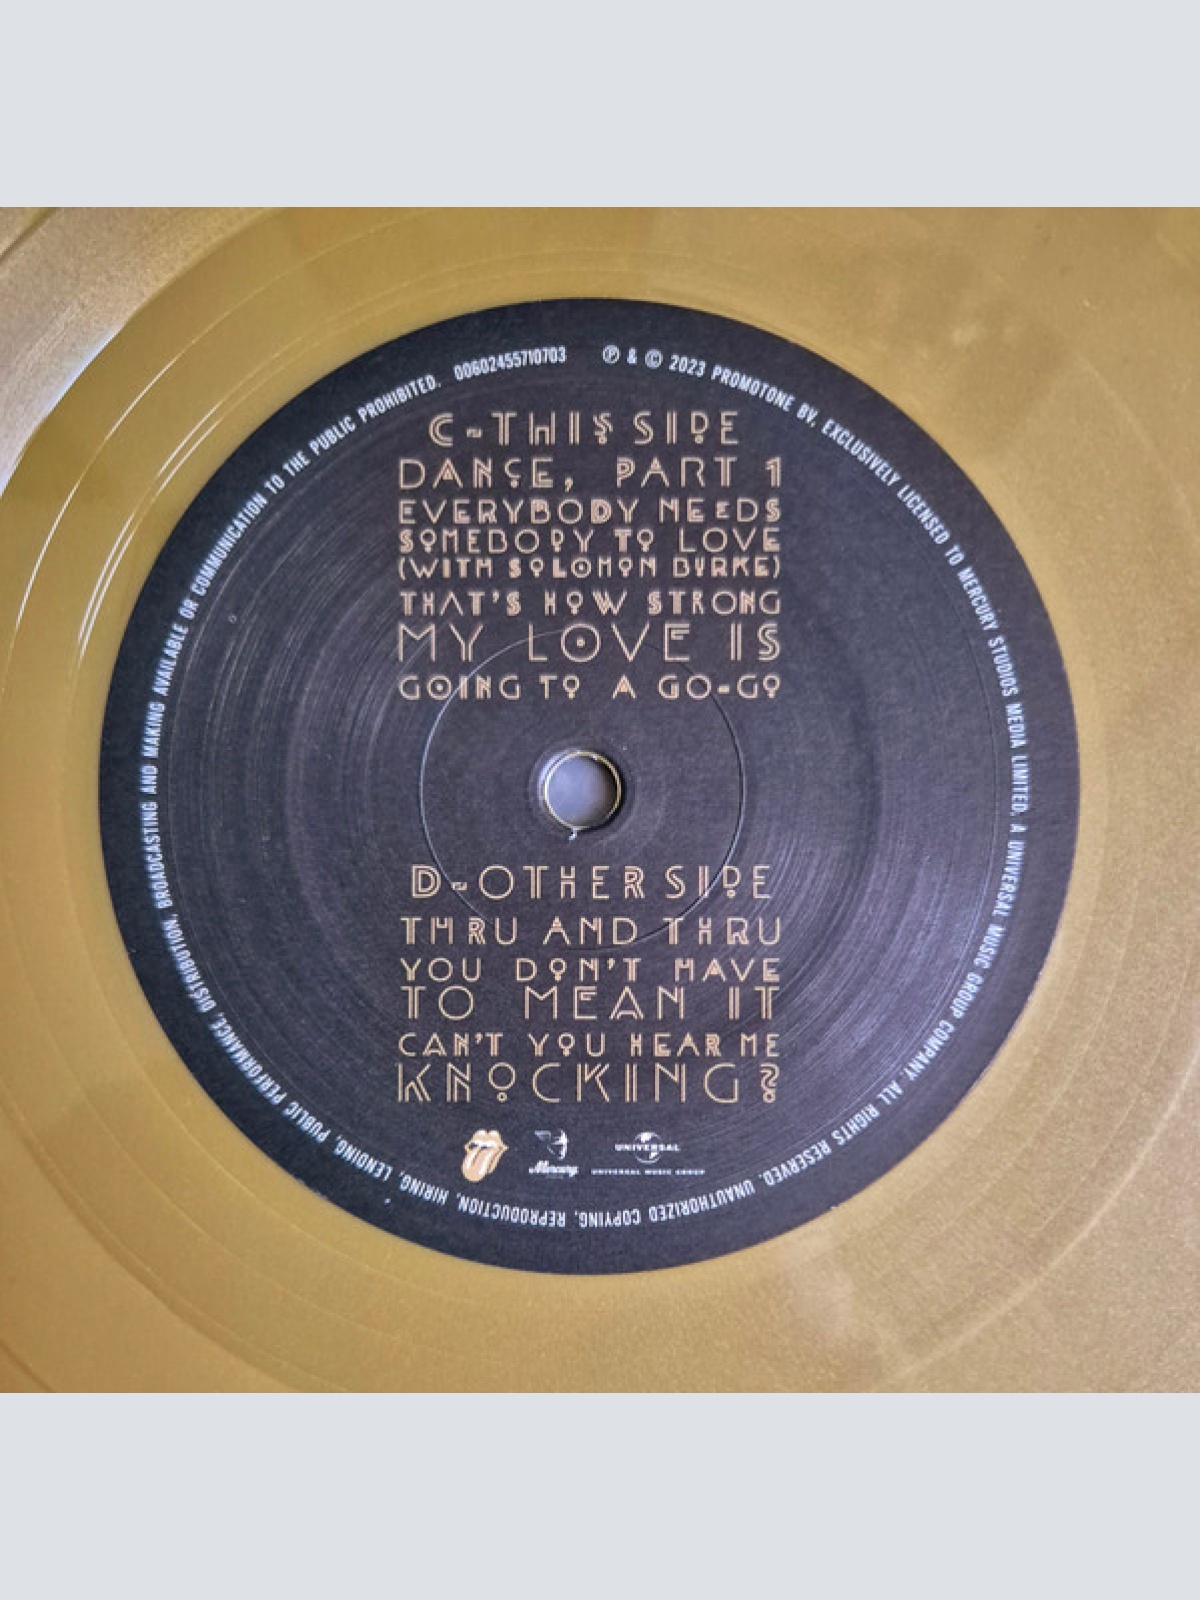 C-THIS SIDE
DANCE, PART 1
EVERYBODY NEEDS
SOMEBODY TO LOVE
(WITH SOLOMON BURKE)
THAT'S HOW STRONG
MY LOVE IS
GOING TO A GO-GO
D-OTHER SIDE
THRU AND THRU
YOU DON'T HAVE
TO MEAN IT
CAN'T YOU HEAR ME
KNOCKING?
Mercury
UNIVERSAL
UNIVERSAL MUSIC GROUP
℗ & © 2023 PROMOTONE BV, EXCLUSIVELY LICENSED TO MERCURY STUDIOS MEDIA LIMITED, A UNIVERSAL MUSIC GROUP COMPANY. ALL RIGHTS RESERVED. UNAUTHORIZED COPYING, REPRODUCTION, HIRING, LENDING, PUBLIC PERFORMANCE, DISTRIBUTION, BROADCASTING AND MAKING AVAILABLE OR COMMUNICATION TO THE PUBLIC PROHIBITED. 00602455710703